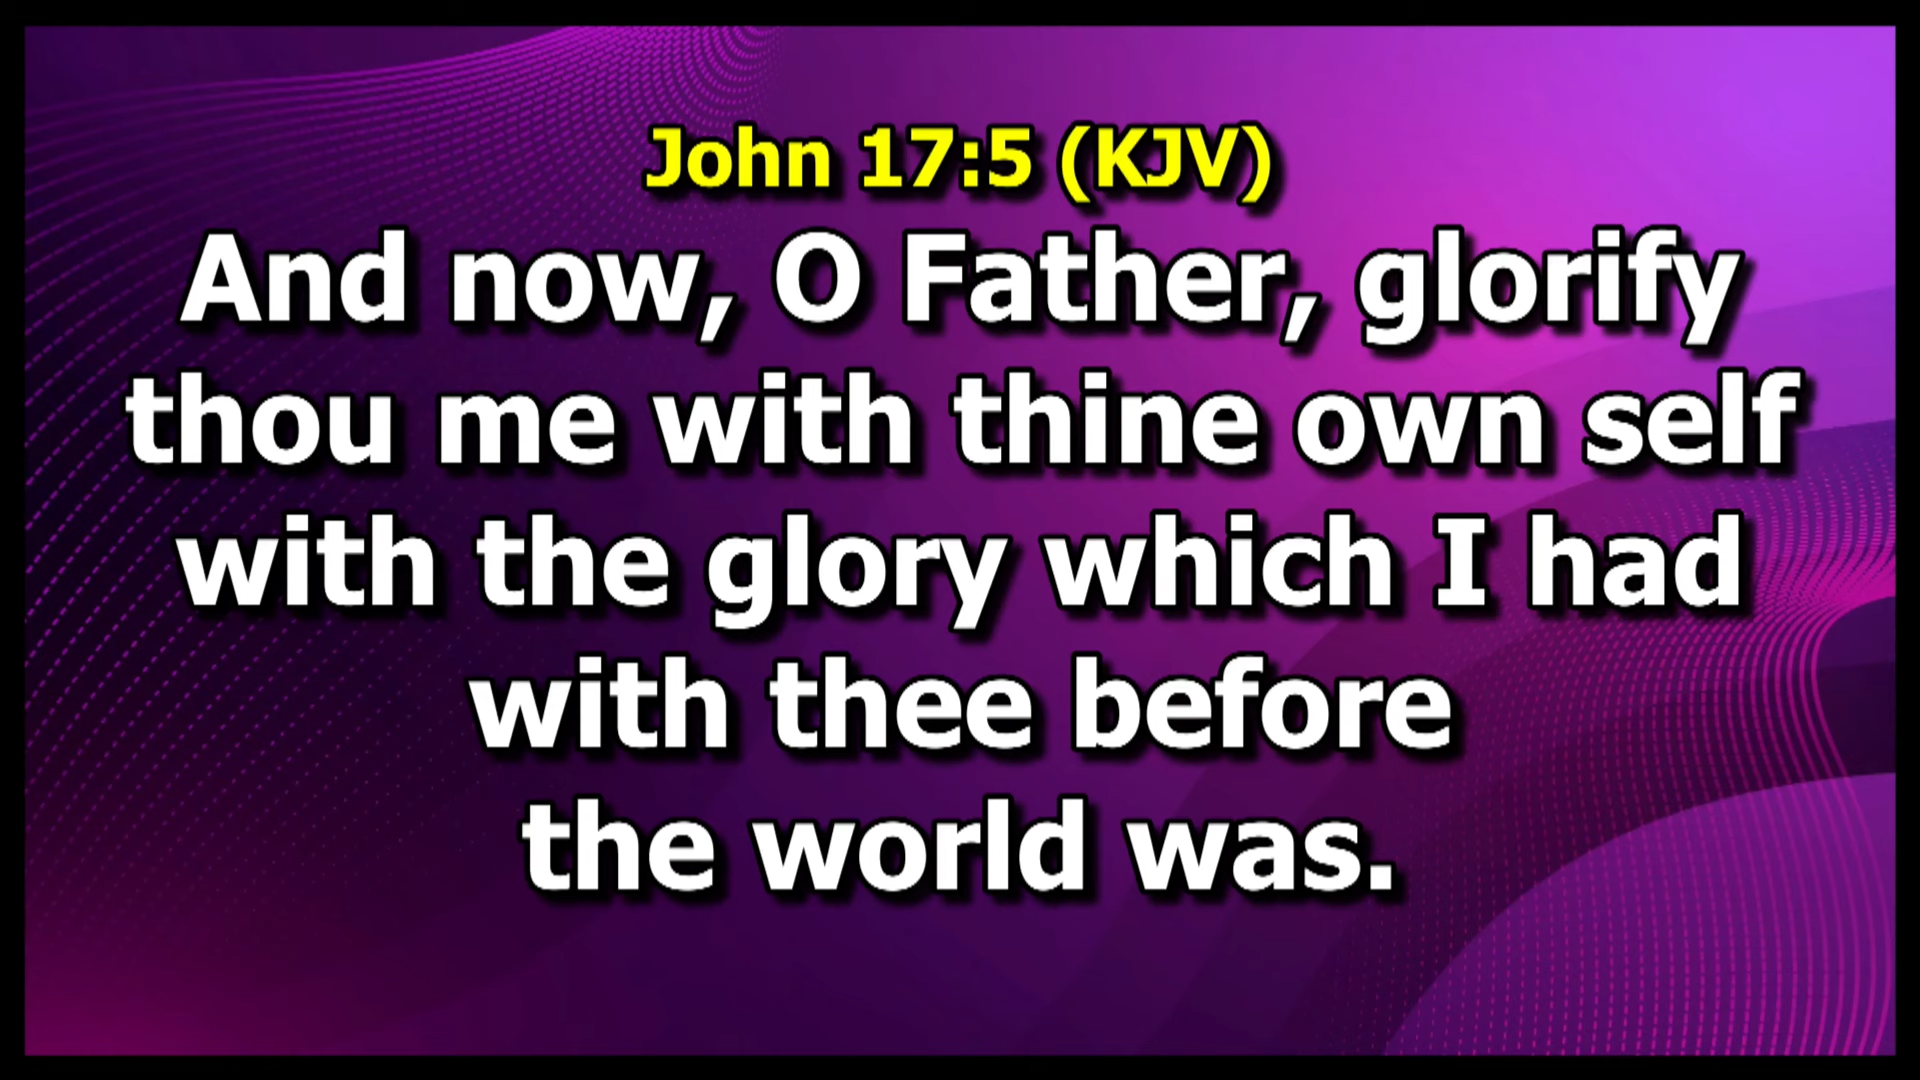 John 17:5 (KJV)
And now, O Father, glorify
thou me with thine own self
with the glory which I had
with thee before
the world was.